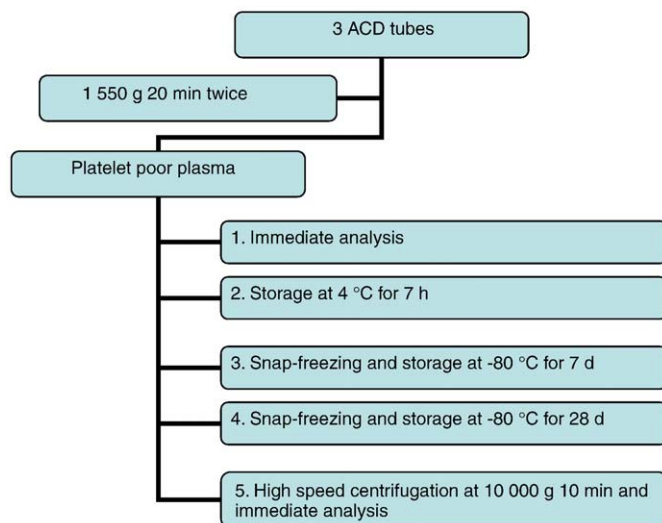 3 ACD tubes
1 550 g 20 min twice
Platelet poor plasma
1. Immediate analysis
2. Storage at 4 °C for 7 h
3. Snap-freezing and storage at -80 °C for 7 d
4. Snap-freezing and storage at -80 °C for 28 d
5. High speed centrifugation at 10 000 g 10 min and
immediate analysis